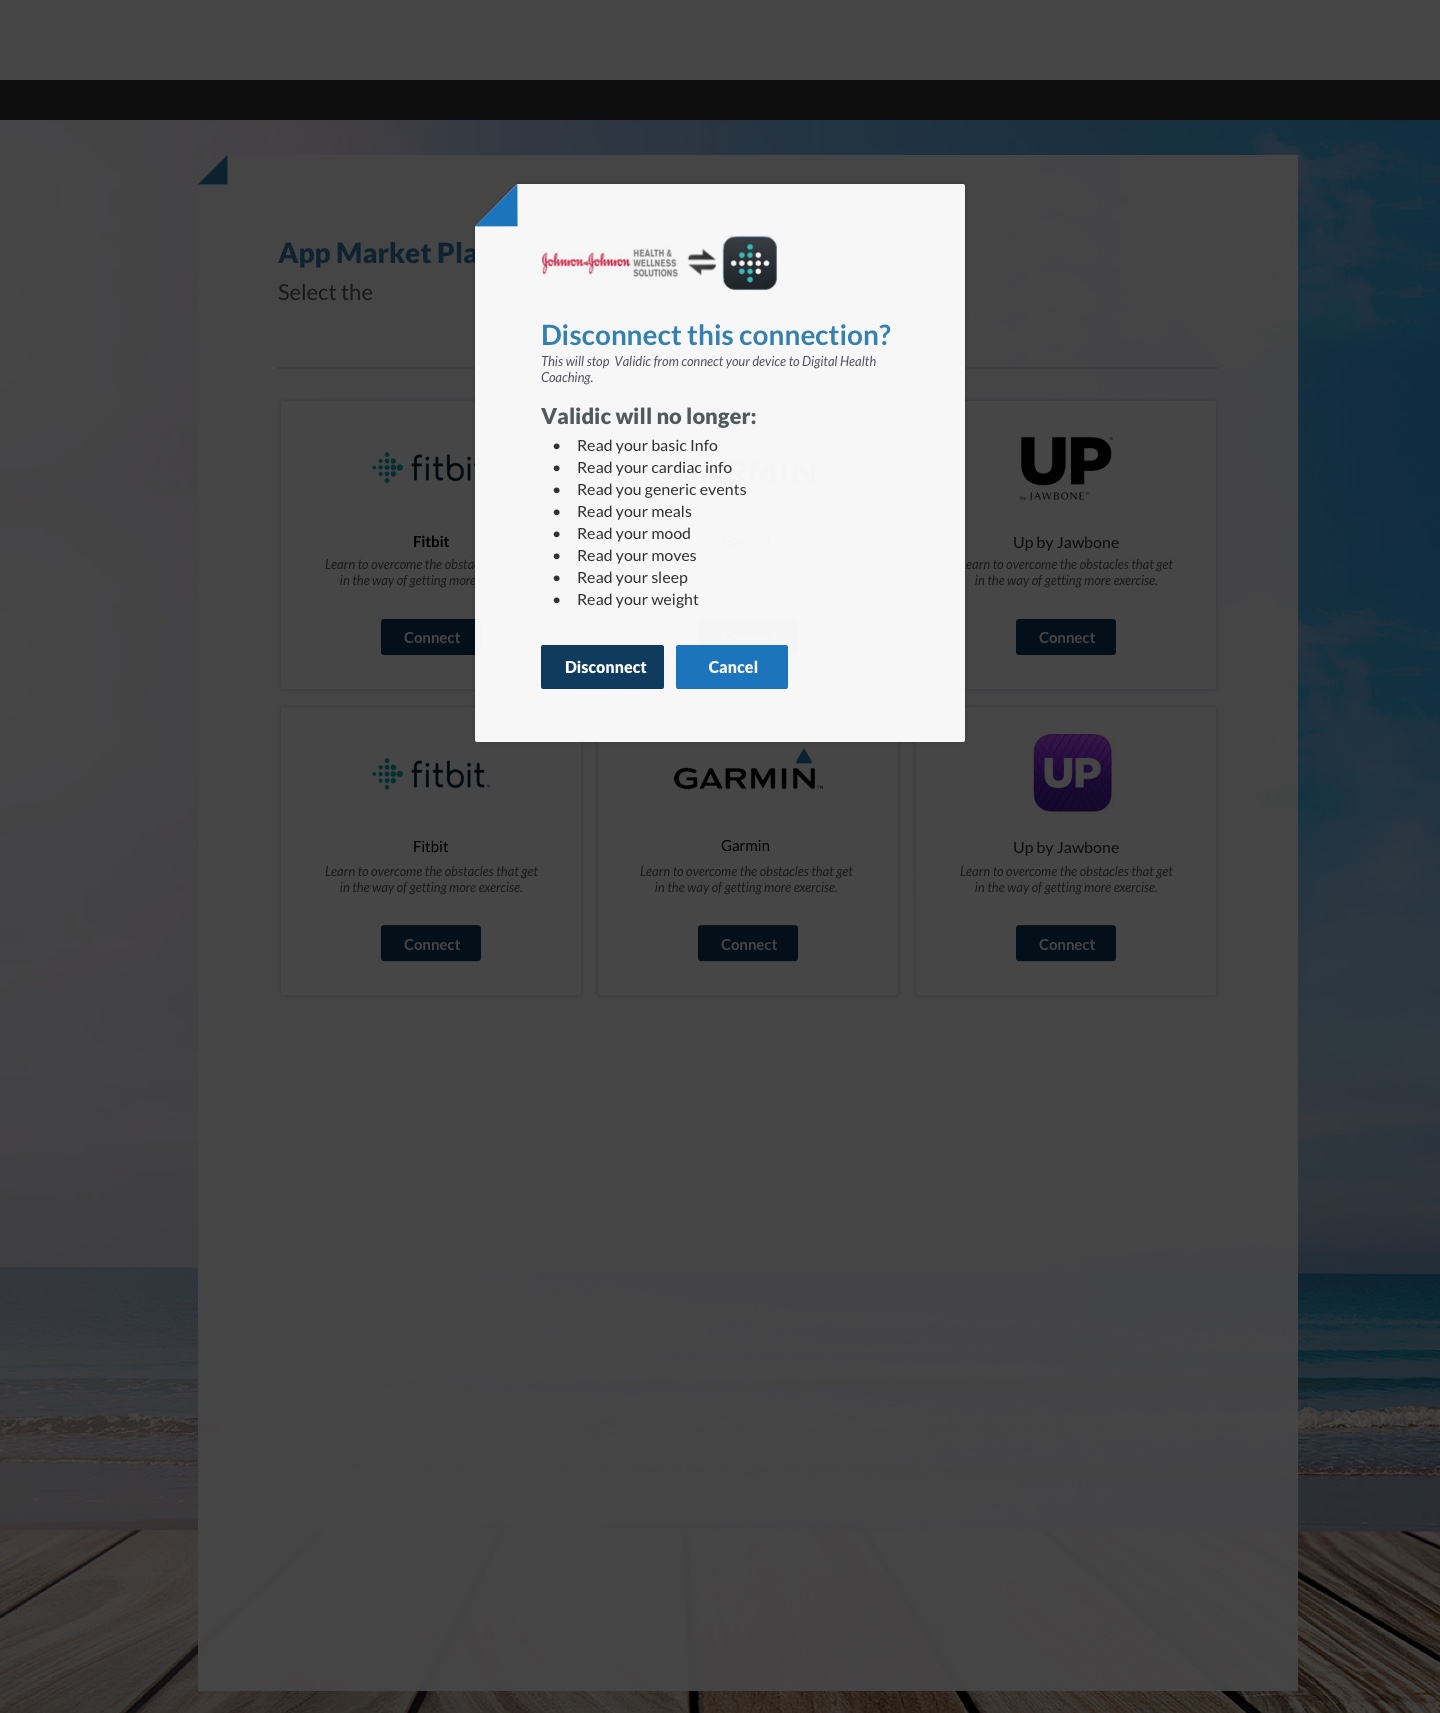 Johnson & Johnson HEALTH &
WELLNESS
SOLUTIONS
Disconnect this connection?
This will stop Validic from connect your device to Digital Health
Coaching.
Validic will no longer:
• Read your basic Info
• Read your cardiac info
• Read you generic events
• Read your meals
• Read your mood
• Read your moves
• Read your sleep
• Read your weight
Disconnect Cancel
App Market Pla
Select the
fitbi
Fitbit
Learn to overcome the obsta
in the way of getting more
Connect
UP
by JAWBONE
Up by Jawbone
earn to overcome the obstacles that get
in the way of getting more exercise.
Connect
fitbit
Fitbit
Learn to overcome the obstacles that get
in the way of getting more exercise.
Connect
GARMIN™
Garmin
Learn to overcome the obstacles that get
in the way of getting more exercise.
Connect
UP
Up by Jawbone
Learn to overcome the obstacles that get
in the way of getting more exercise.
Connect